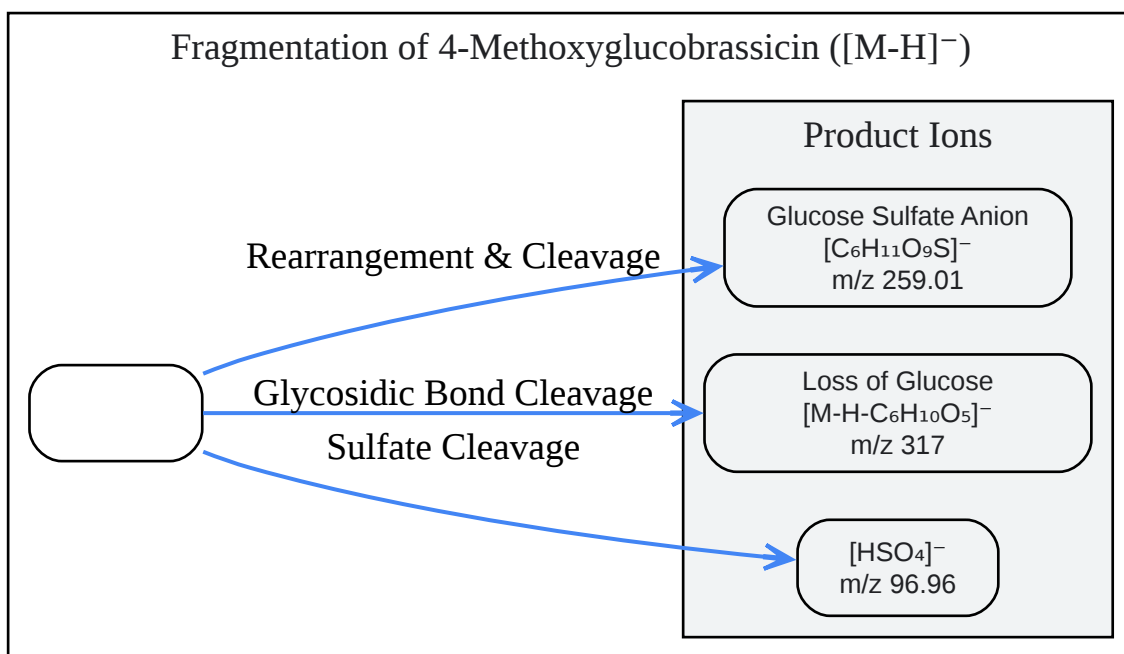 Fragmentation of 4-Methoxyglucobrassicin ([M-H]⁻)
Product Ions
Glucose Sulfate Anion
[C₆H₁₁O₉S]⁻
m/z 259.01
Rearrangement & Cleavage
Glycosidic Bond Cleavage
Loss of Glucose
[M-H-C₆H₁₀O₅]⁻
m/z 317
Sulfate Cleavage
[HSO₄]⁻
m/z 96.96